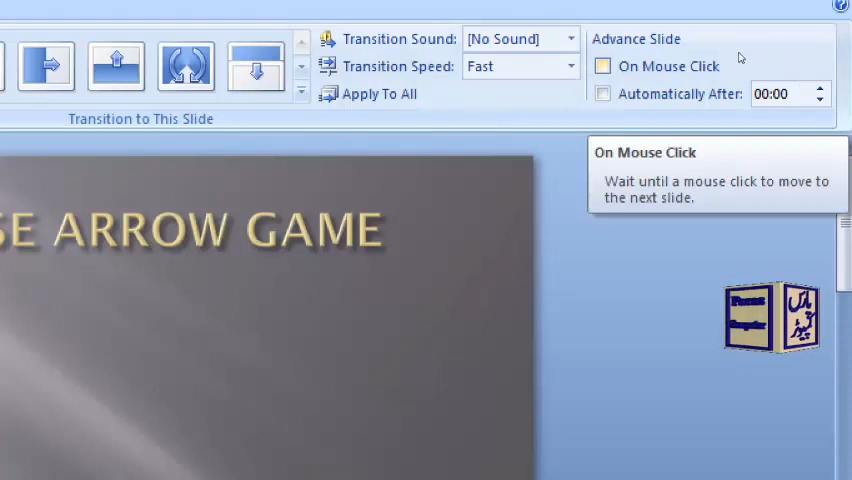 Transition Sound: [No Sound]
Advance Slide
Transition Speed: Fast
On Mouse Click
Apply To All
Automatically After: 00:00
Transition to This Slide
On Mouse Click
Wait until a mouse click to move to
the next slide.
SE ARROW GAME
Computer
کمپیوٹر